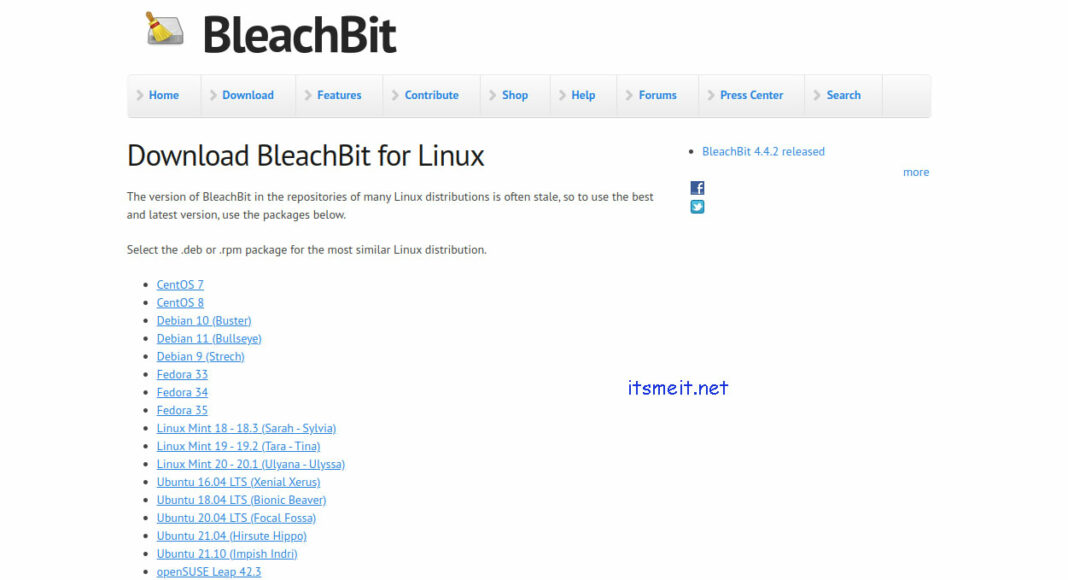 BleachBit
Home
Download
Features
Contribute
Shop
Help
Forums
Press Center
Search
Download BleachBit for Linux
The version of BleachBit in the repositories of many Linux distributions is often stale, so to use the best
and latest version, use the packages below.
Select the .deb or .rpm package for the most similar Linux distribution.
CentOS 7
CentOS 8
Debian 10 (Buster)
Debian 11 (Bullseye)
Debian 9 (Strech)
Fedora 33
Fedora 34
Fedora 35
Linux Mint 18 - 18.3 (Sarah - Sylvia)
Linux Mint 19 - 19.2 (Tara - Tina)
Linux Mint 20 - 20.1 (Ulyana - Ulyssa)
Ubuntu 16.04 LTS (Xenial Xerus)
Ubuntu 18.04 LTS (Bionic Beaver)
Ubuntu 20.04 LTS (Focal Fossa)
Ubuntu 21.04 (Hirsute Hippo)
Ubuntu 21.10 (Impish Indri)
openSUSE Leap 42.3
BleachBit 4.4.2 released
more
itsmeit.net